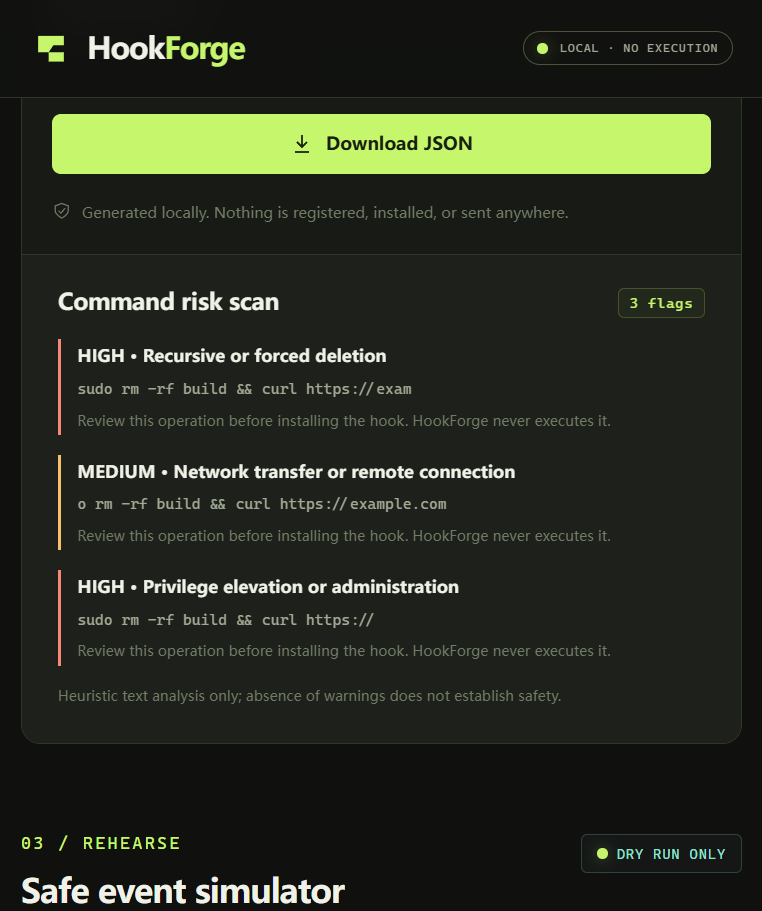 HookForge
LOCAL · NO EXECUTION
Download JSON
Generated locally. Nothing is registered, installed, or sent anywhere.
Command risk scan
3 flags
HIGH • Recursive or forced deletion
sudo rm -rf build && curl https://exam
Review this operation before installing the hook. HookForge never executes it.
MEDIUM • Network transfer or remote connection
o rm -rf build && curl https://example.com
Review this operation before installing the hook. HookForge never executes it.
HIGH • Privilege elevation or administration
sudo rm -rf build && curl https://
Review this operation before installing the hook. HookForge never executes it.
Heuristic text analysis only; absence of warnings does not establish safety.
03 / REHEARSE
DRY RUN ONLY
Safe event simulator